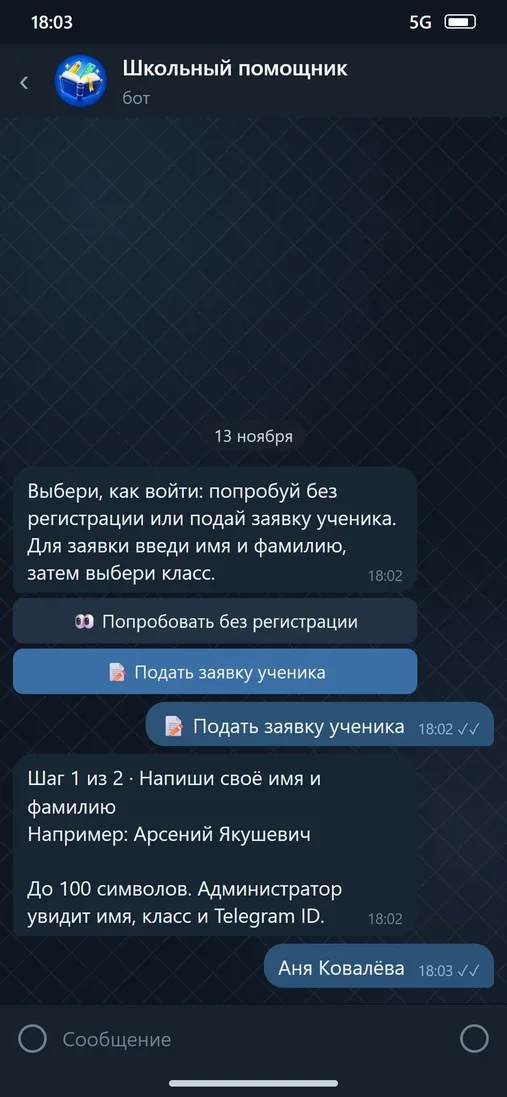 18:03
5G
Школьный помощник
бот
13 ноября
Выбери, как войти: попробуй без
регистрации или подай заявку ученика.
Для заявки введи имя и фамилию,
затем выбери класс.
18:02
Попробовать без регистрации
Подать заявку ученика
Подать заявку ученика 18:02
Шаг 1 из 2 · Напиши своё имя и
фамилию
Например: Арсений Якушевич
До 100 символов. Администратор
увидит имя, класс и Telegram ID.
18:02
Аня Ковалёва 18:03
Сообщение